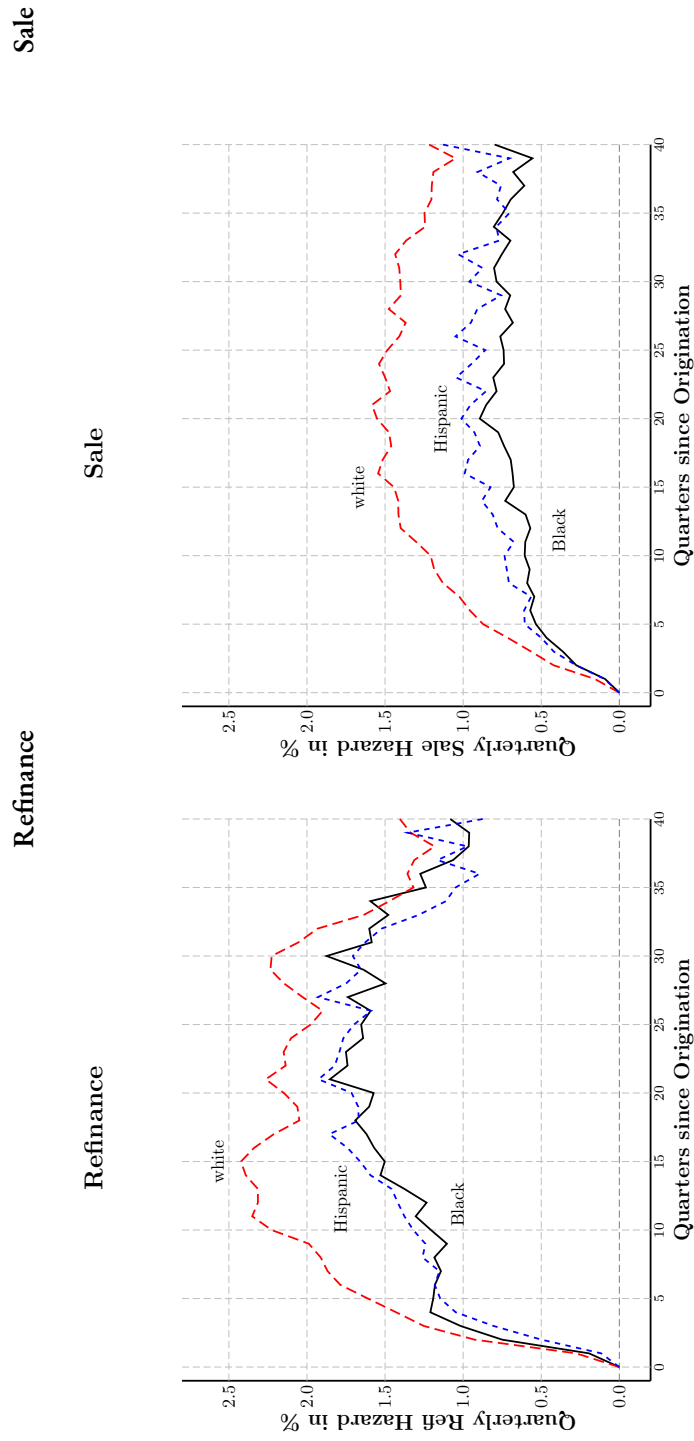 Refinance
Sale
Refinance
Quarterly Refi Hazard in %
2.5
2.0
1.5
1.0
0.5
0.0
white
Hispanic
Black
0 5 10 15 20 25 30 35 40
Quarters since Origination
Sale
Quarterly Sale Hazard in %
2.5
2.0
1.5
1.0
0.5
0.0
white
Hispanic
Black
0 5 10 15 20 25 30 35 40
Quarters since Origination